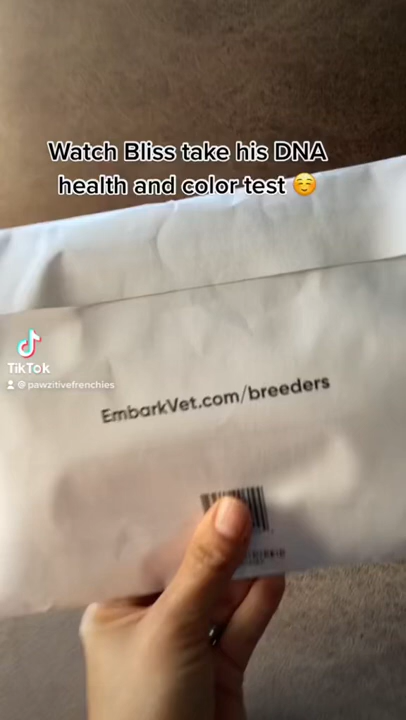 Watch Bliss take his DNA
health and color test ☺️
TikTok
@ pawzitivefrenchies
EmbarkVet.com/breeders